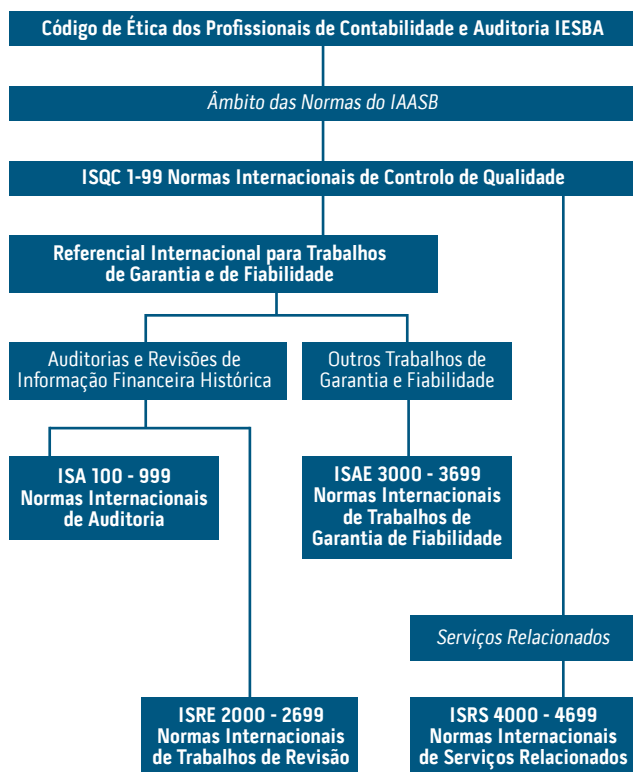 Código de Ética dos Profissionais de Contabilidade e Auditoria IESBA
Âmbito das Normas do IAASB
ISQC 1-99 Normas Internacionais de Controlo de Qualidade
Referencial Internacional para Trabalhos
de Garantia e de Fiabilidade
Auditorias e Revisões de
Informação Financeira Histórica
Outros Trabalhos de
Garantia e Fiabilidade
ISA 100 - 999
Normas Internacionais
de Auditoria
ISAE 3000 - 3699
Normas Internacionais
de Trabalhos de
Garantia de Fiabilidade
Serviços Relacionados
ISRE 2000 - 2699
Normas Internacionais
de Trabalhos de Revisão
ISRS 4000 - 4699
Normas Internacionais
de Serviços Relacionados